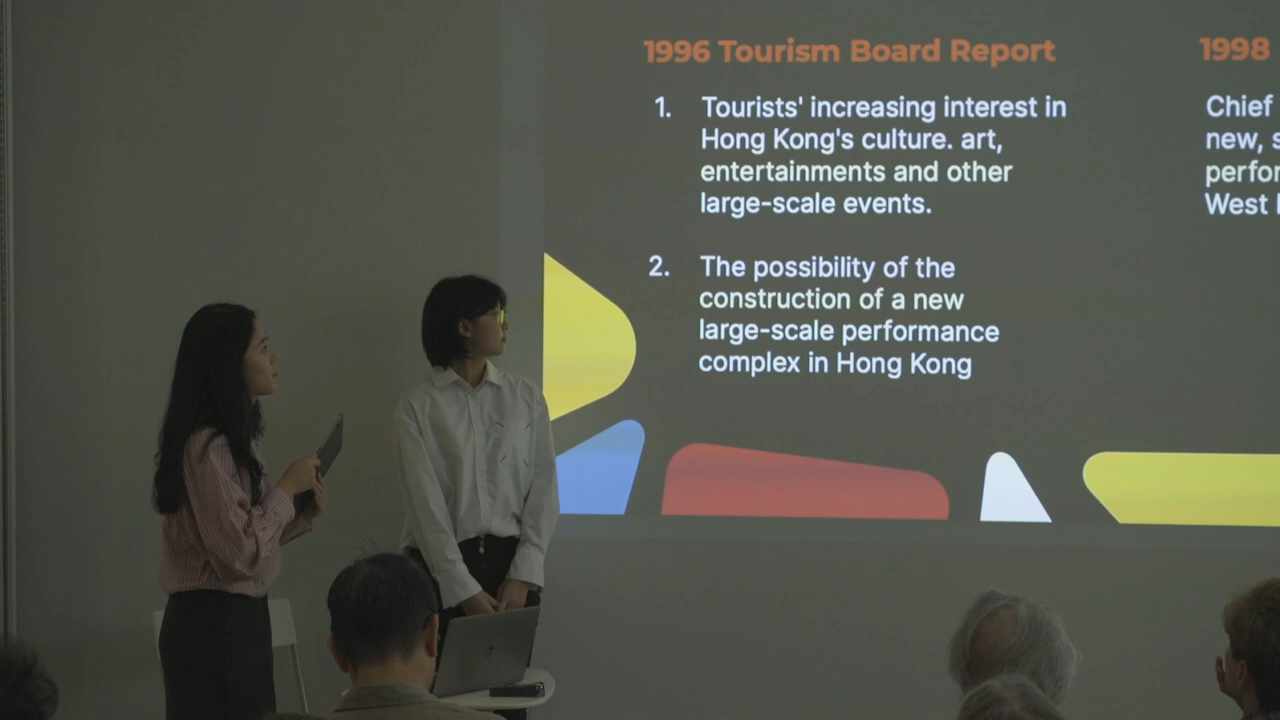 1996 Tourism Board Report
1. Tourists' increasing interest in
Hong Kong's culture. art,
entertainments and other
large-scale events.
2. The possibility of the
construction of a new
large-scale performance
complex in Hong Kong
1998
Chief
new,
West